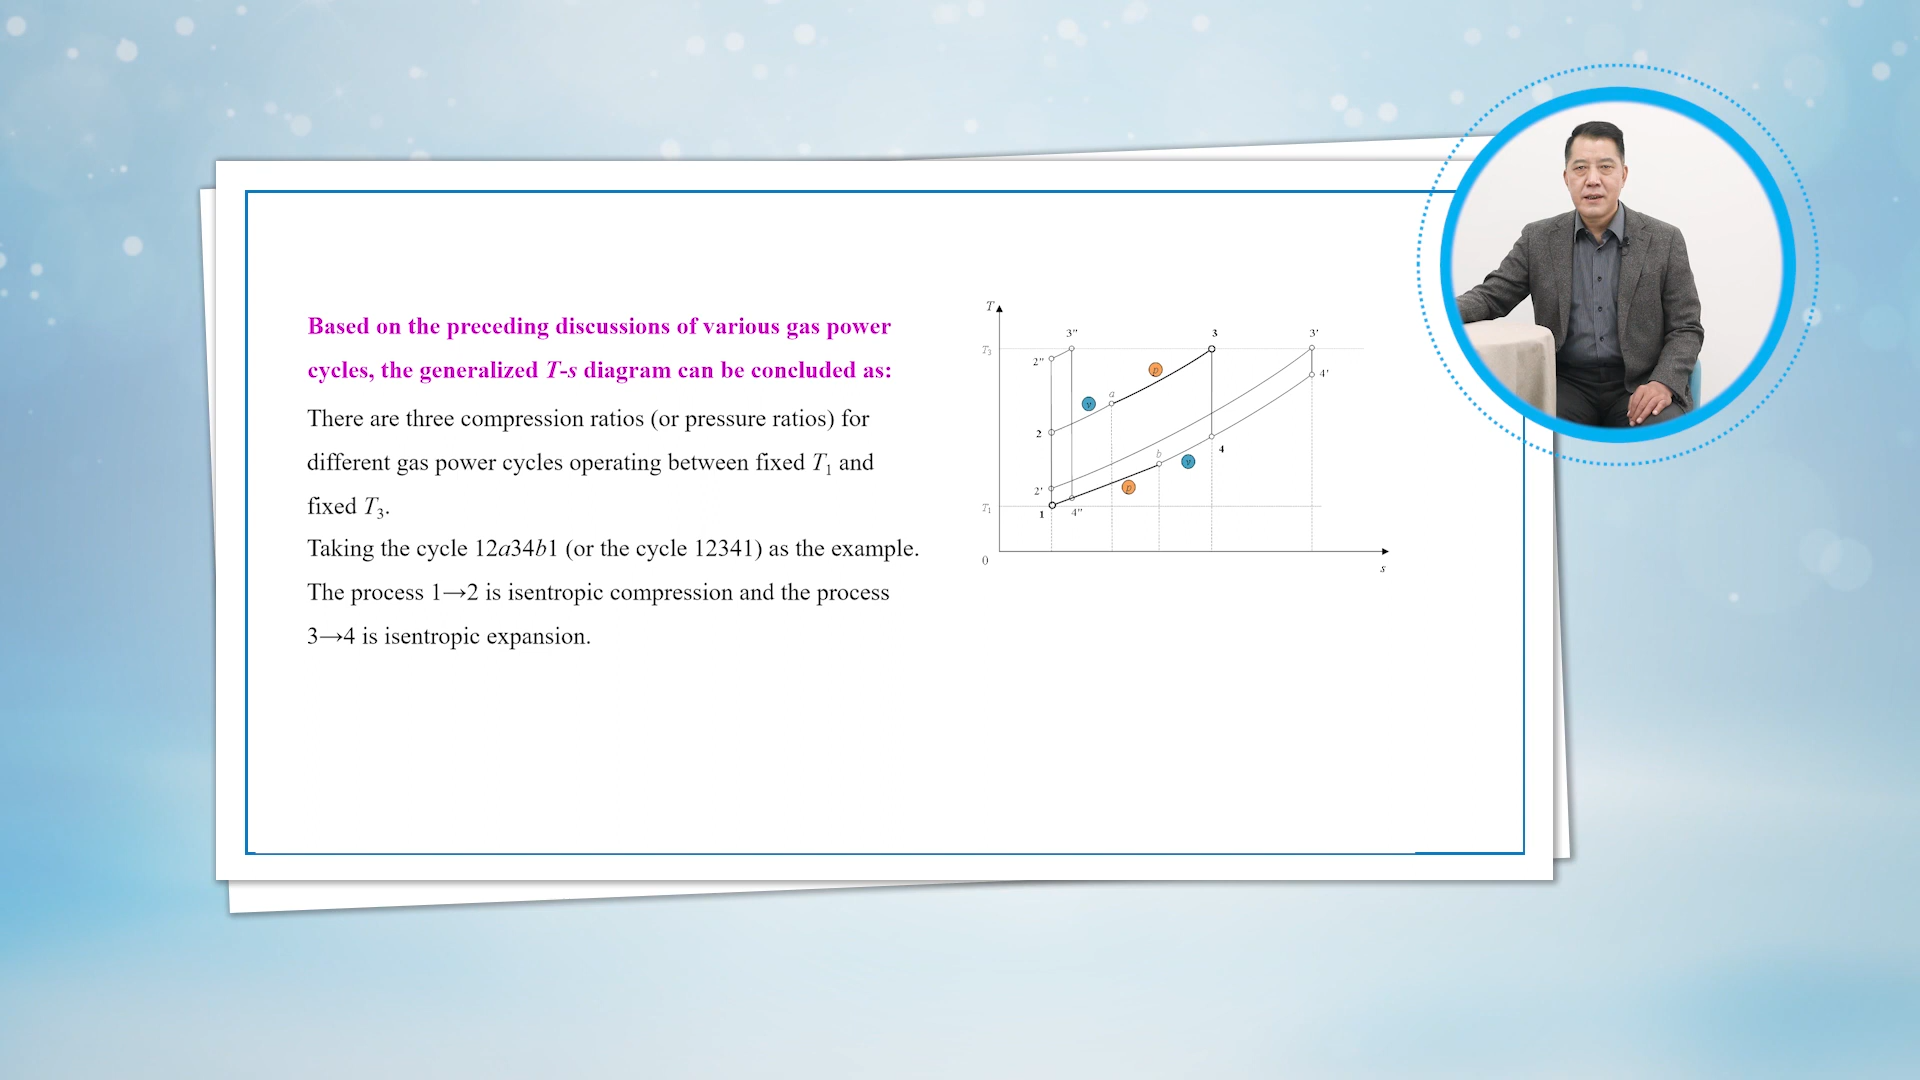 Based on the preceding discussions of various gas power
cycles, the generalized T-s diagram can be concluded as:
There are three compression ratios (or pressure ratios) for
different gas power cycles operating between fixed T₁ and
fixed T₃.
Taking the cycle 12a34b1 (or the cycle 12341) as the example.
The process 1→2 is isentropic compression and the process
3→4 is isentropic expansion.
T
3" 3 3'
T₃
2"
4'
p
a
v
2
4
b
v
2'
p
T₁
1 4"
0
s